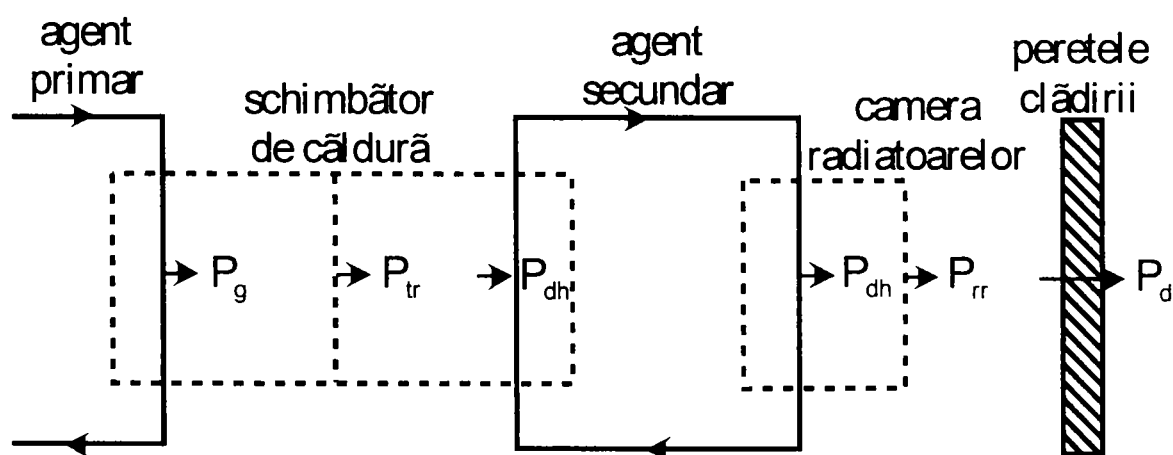 agent
primar
schimbãtor
de cãldurã
agent
secundar
camera
radiatoarelor
peretele
clãdirii
P_g
P_tr
P_dh
P_dh
P_rr
P_d